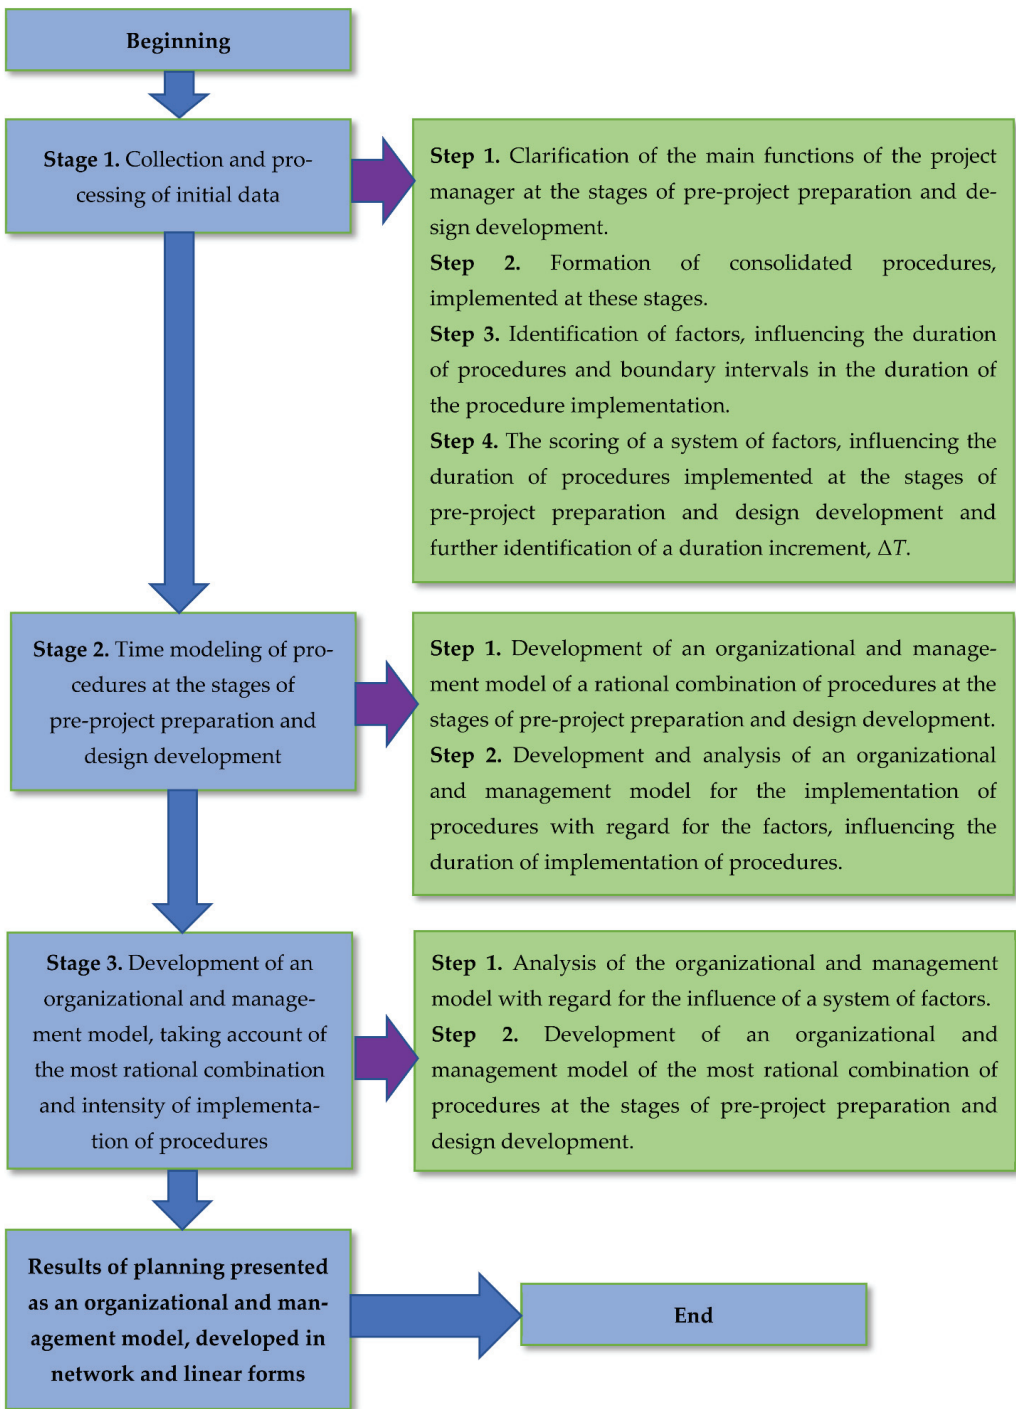 Beginning
Stage 1. Collection and pro-
cessing of initial data
Step 1. Clarification of the main functions of the project
manager at the stages of pre-project preparation and de-
sign development.
Step 2. Formation of consolidated procedures,
implemented at these stages.
Step 3. Identification of factors, influencing the duration
of procedures and boundary intervals in the duration of
the procedure implementation.
Step 4. The scoring of a system of factors, influencing the
duration of procedures implemented at the stages of
pre-project preparation and design development and
further identification of a duration increment, ΔT.
Stage 2. Time modeling of pro-
cedures at the stages of
pre-project preparation and
design development
Step 1. Development of an organizational and manage-
ment model of a rational combination of procedures at the
stages of pre-project preparation and design development.
Step 2. Development and analysis of an organizational
and management model for the implementation of
procedures with regard for the factors, influencing the
duration of implementation of procedures.
Stage 3. Development of an
organizational and manage-
ment model, taking account of
the most rational combination
and intensity of implementa-
tion of procedures
Step 1. Analysis of the organizational and management
model with regard for the influence of a system of factors.
Step 2. Development of an organizational and
management model of the most rational combination of
procedures at the stages of pre-project preparation and
design development.
Results of planning presented
as an organizational and man-
agement model, developed in
network and linear forms
End